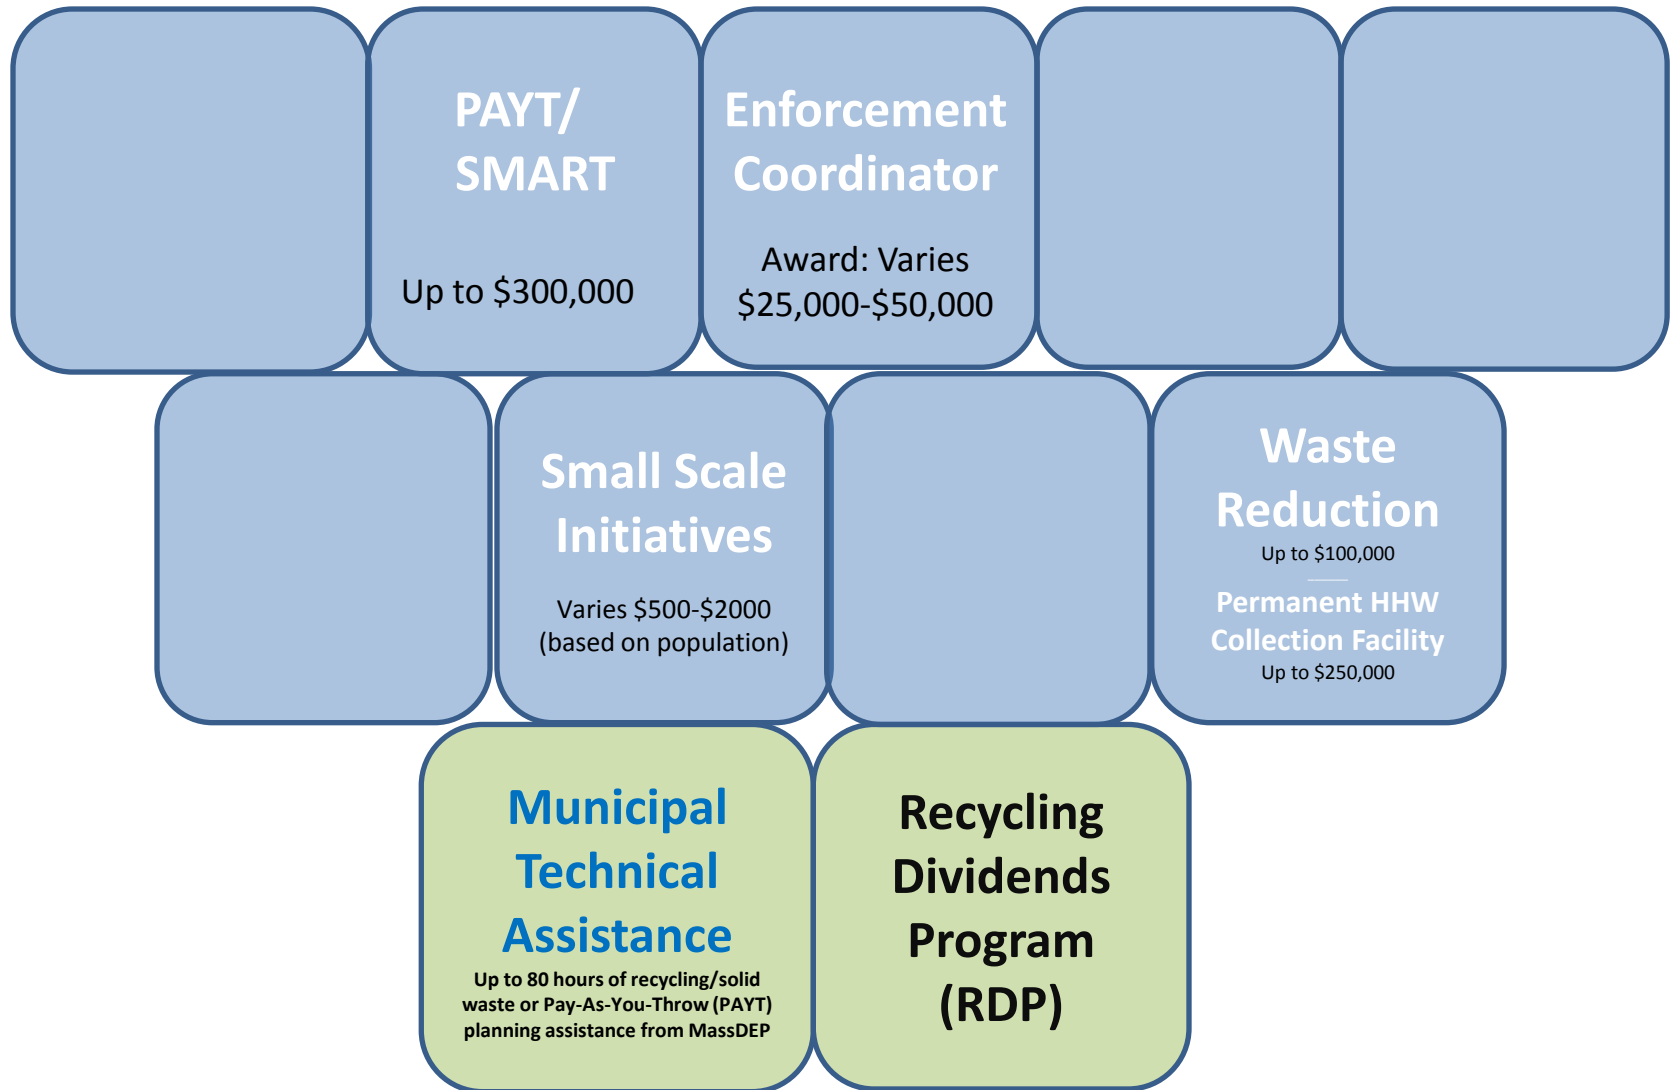 PAYT/
SMART
Up to $300,000
Enforcement
Coordinator
Award: Varies
$25,000-$50,000
Small Scale
Initiatives
Varies $500-$2000
(based on population)
Waste
Reduction
Up to $100,000
Permanent HHW
Collection Facility
Up to $250,000
Municipal
Technical
Assistance
Up to 80 hours of recycling/solid
waste or Pay-As-You-Throw (PAYT)
planning assistance from MassDEP
Recycling
Dividends
Program
(RDP)